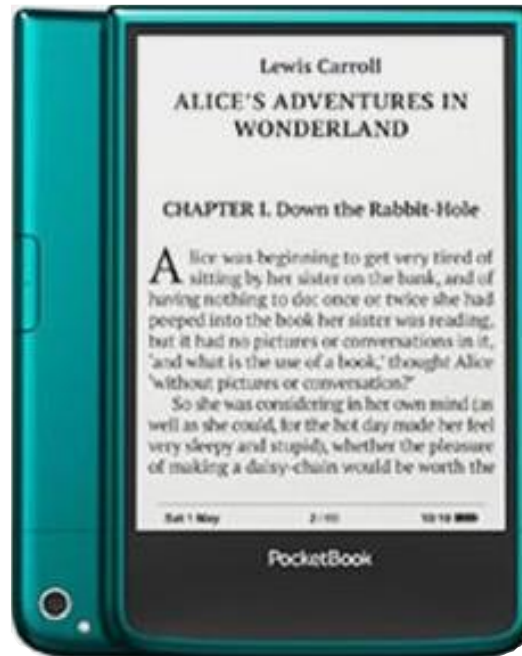 Lewis Carroll
ALICE'S ADVENTURES IN
WONDERLAND
CHAPTER I. Down the Rabbit-Hole
Alice was beginning to get very tired of
sitting by her sister on the bank, and of
having nothing to do: once or twice she had
peeped into the book her sister was reading,
but it had no pictures or conversations in it,
'and what is the use of a book,' thought Alice
'without pictures or conversation?'
So she was considering in her own mind (as
well as she could, for the hot day made her feel
very sleepy and stupid), whether the pleasure
of making a daisy-chain would be worth the
Sat 1 May
PocketBook